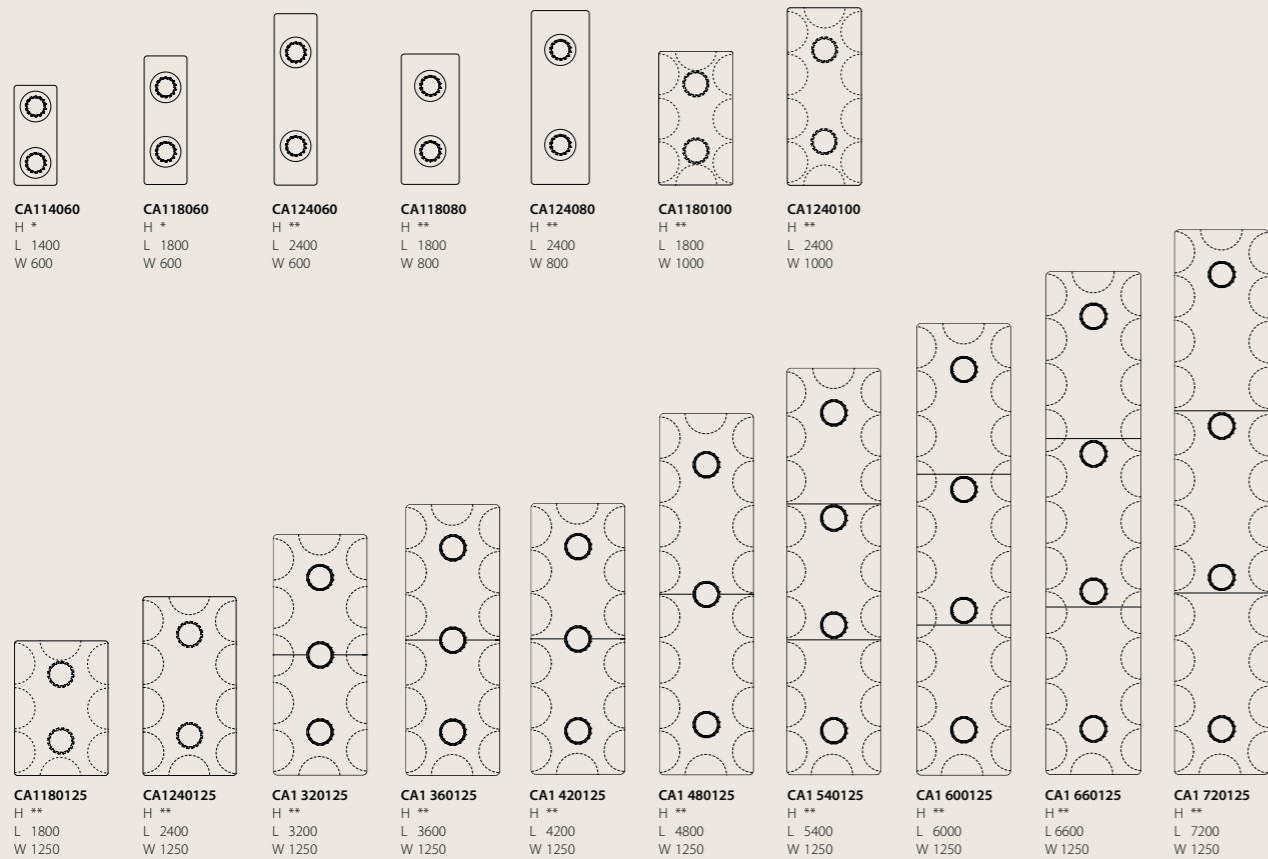 CA114060
H *
L 1400
W 600
CA118060
H *
L 1800
W 600
CA124060
H **
L 2400
W 600
CA118080
H **
L 1800
W 800
CA124080
H **
L 2400
W 800
CA1180100
H **
L 1800
W 1000
CA1240100
H **
L 2400
W 1000
CA1180125
H **
L 1800
W 1250
CA1240125
H **
L 2400
W 1250
CA1 320125
H **
L 3200
W 1250
CA1 360125
H **
L 3600
W 1250
CA1 420125
H **
L 4200
W 1250
CA1 480125
H **
L 4800
W 1250
CA1 540125
H **
L 5400
W 1250
CA1 600125
H **
L 6000
W 1250
CA1 660125
H **
L 6600
W 1250
CA1 720125
H **
L 7200
W 1250